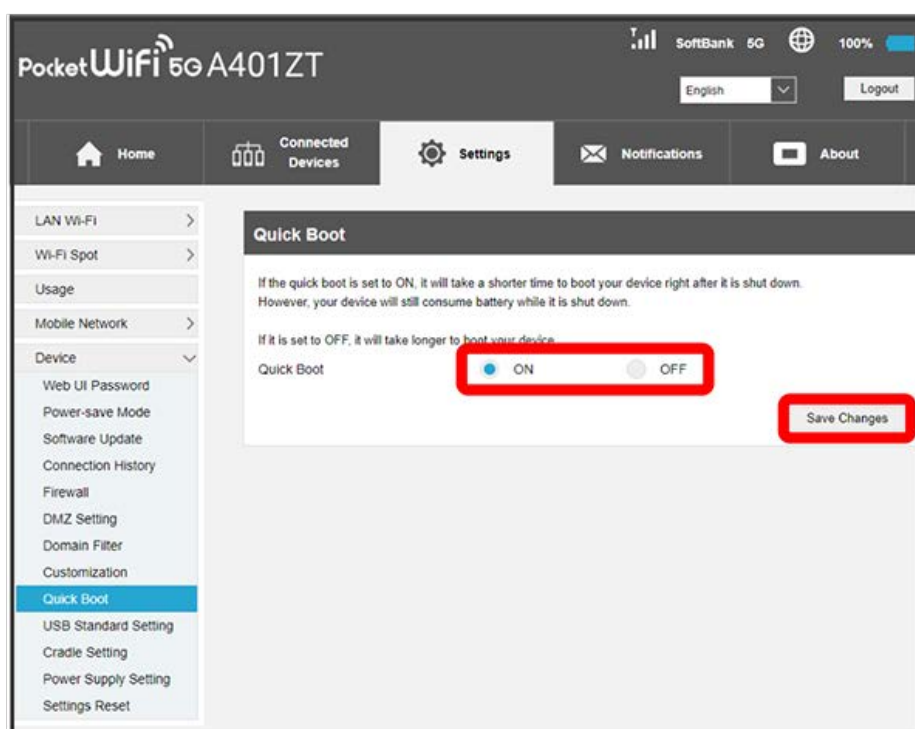 Pocket WiFi 5G A401ZT
SoftBank 5G 100%
English
Logout
Home
Connected
Devices
Settings
Notifications
About
LAN Wi-Fi
Wi-Fi Spot
Usage
Mobile Network
Device
Web UI Password
Power-save Mode
Software Update
Connection History
Firewall
DMZ Setting
Domain Filter
Customization
Quick Boot
USB Standard Setting
Cradle Setting
Power Supply Setting
Settings Reset
Quick Boot
If the quick boot is set to ON, it will take a shorter time to boot your device right after it is shut down.
However, your device will still consume battery while it is shut down.
If it is set to OFF, it will take longer to boot your device.
Quick Boot ON OFF
Save Changes